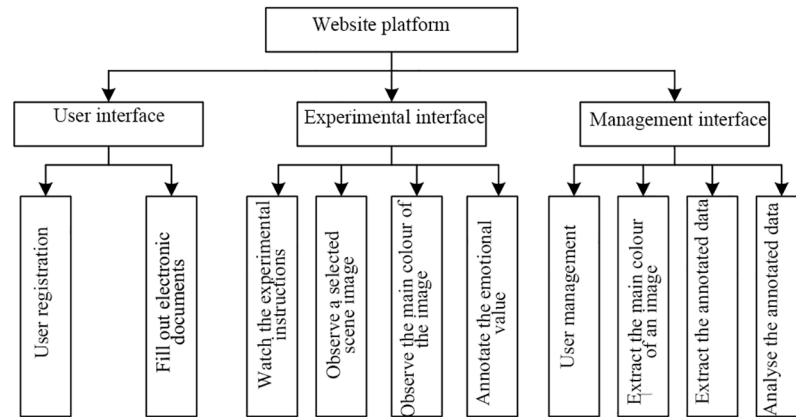 Website platform
User interface
Experimental interface
Management interface
User registration
Fill out electronic
documents
Watch the experimental
instructions
Observe a selected
scene image
Observe the main colour of
the image
Annotate the emotional
value
User management
Extract the main colour
of an image
Extract the annotated data
Analyse the annotated data